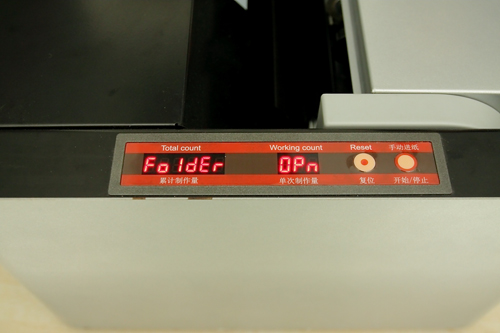 Total count Working count Reset 手动送纸
FoldEr OPn
累计制作量 单次制作量 复位 开始/停止